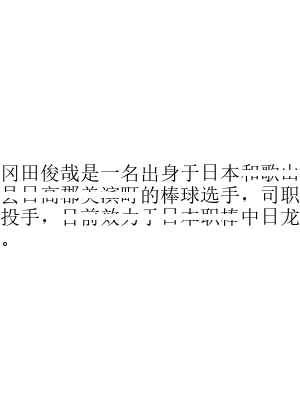 冈田俊哉是一名出身于日本和歌山
县日高郡美滨町的棒球选手，司职
投手，目前效力于日本职棒中日龙
。